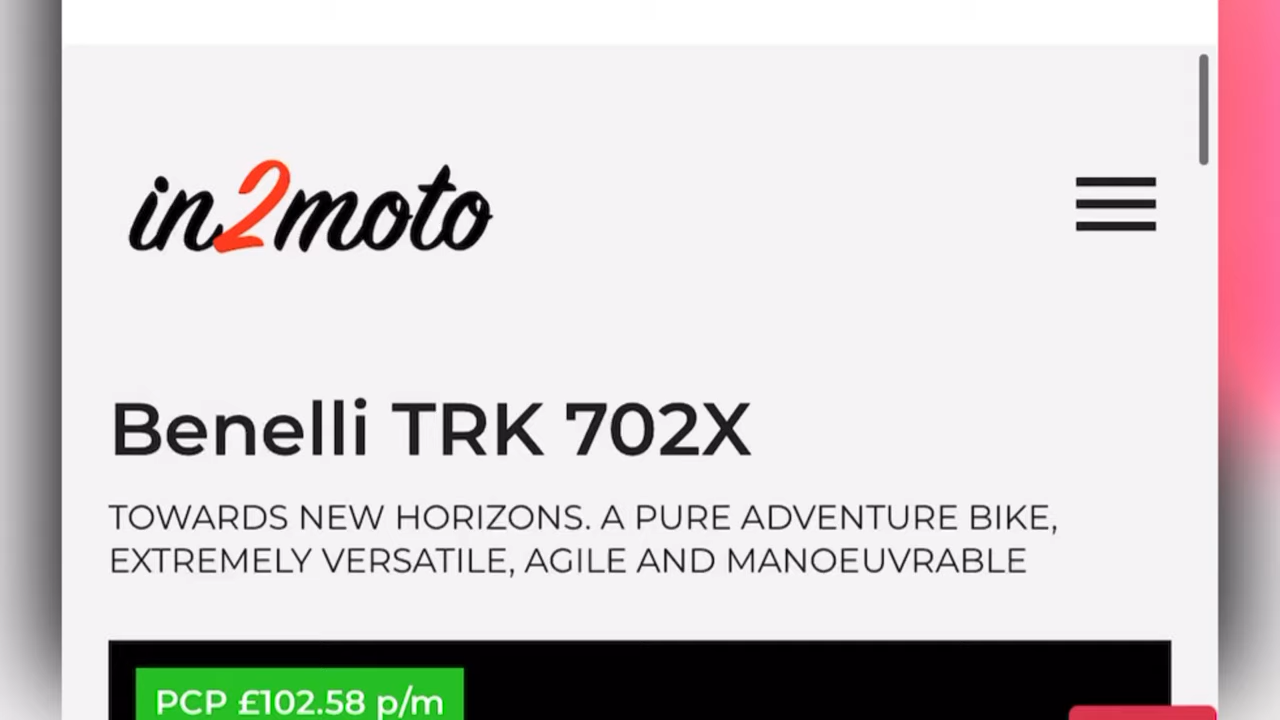 in2moto
Benelli TRK 702X
TOWARDS NEW HORIZONS. A PURE ADVENTURE BIKE,
EXTREMELY VERSATILE, AGILE AND MANOEUVRABLE
PCP £102.58 p/m